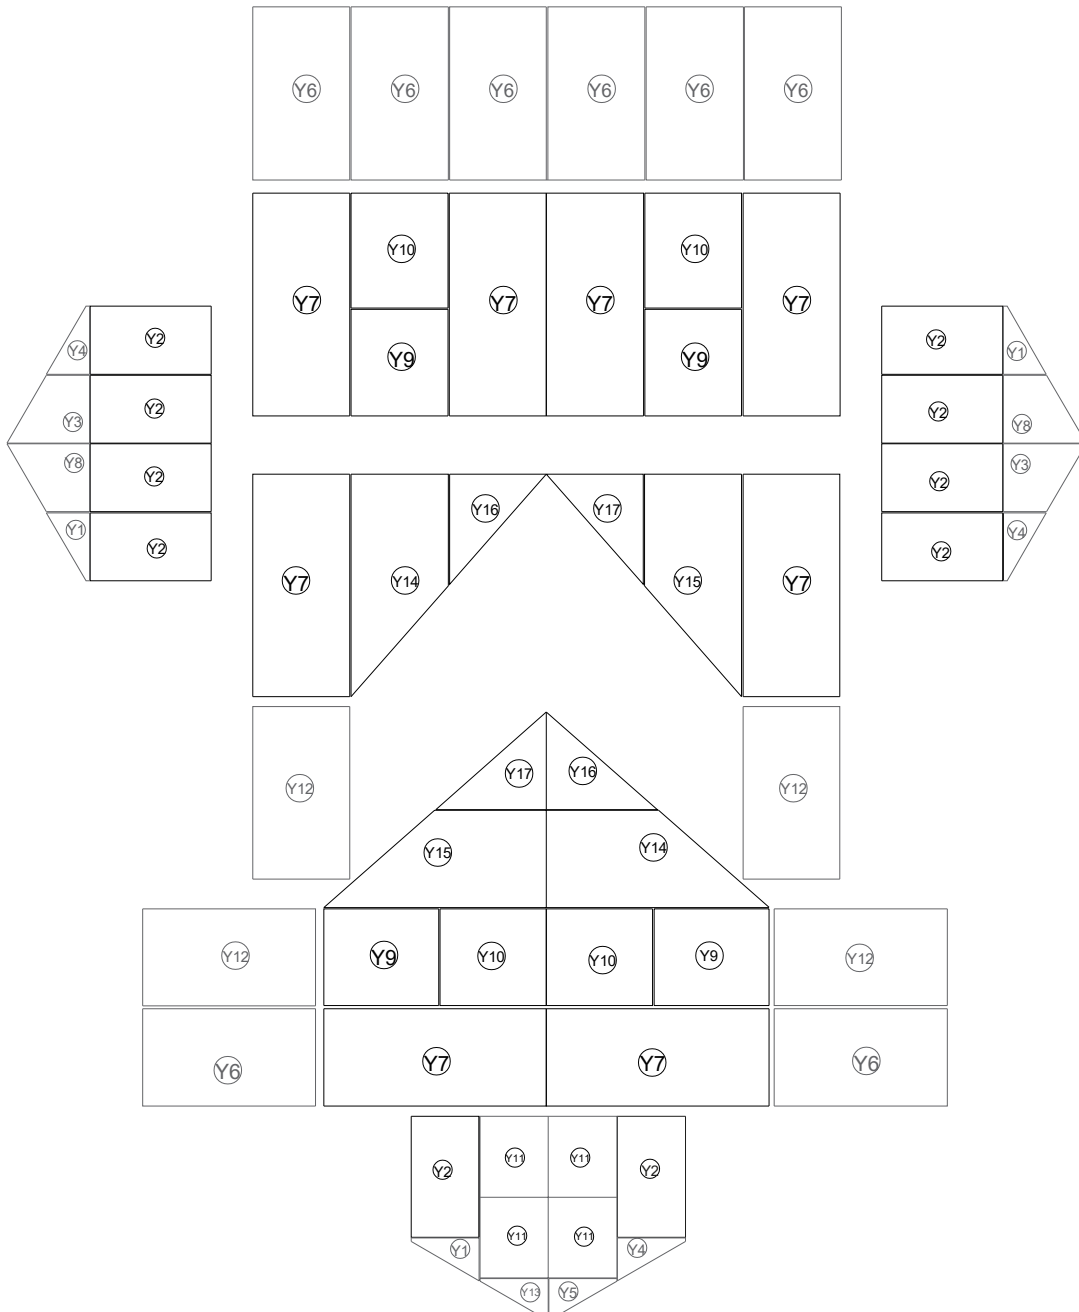 Y6 Y6 Y6 Y6 Y6 Y6
Y10 Y10
Y7 Y7 Y7 Y7
Y2 Y2
Y4 Y1
Y9 Y9
Y2 Y2
Y3 Y8
Y8 Y3
Y2 Y2
Y16 Y17
Y1 Y4
Y2 Y2
Y7 Y14 Y15 Y7
Y17 Y16
Y12 Y12
Y15 Y14
Y12 Y9 Y10 Y10 Y9 Y12
Y6 Y7 Y7 Y6
Y2 Y11 Y11 Y2
Y11 Y11
Y1 Y4
Y13 Y5